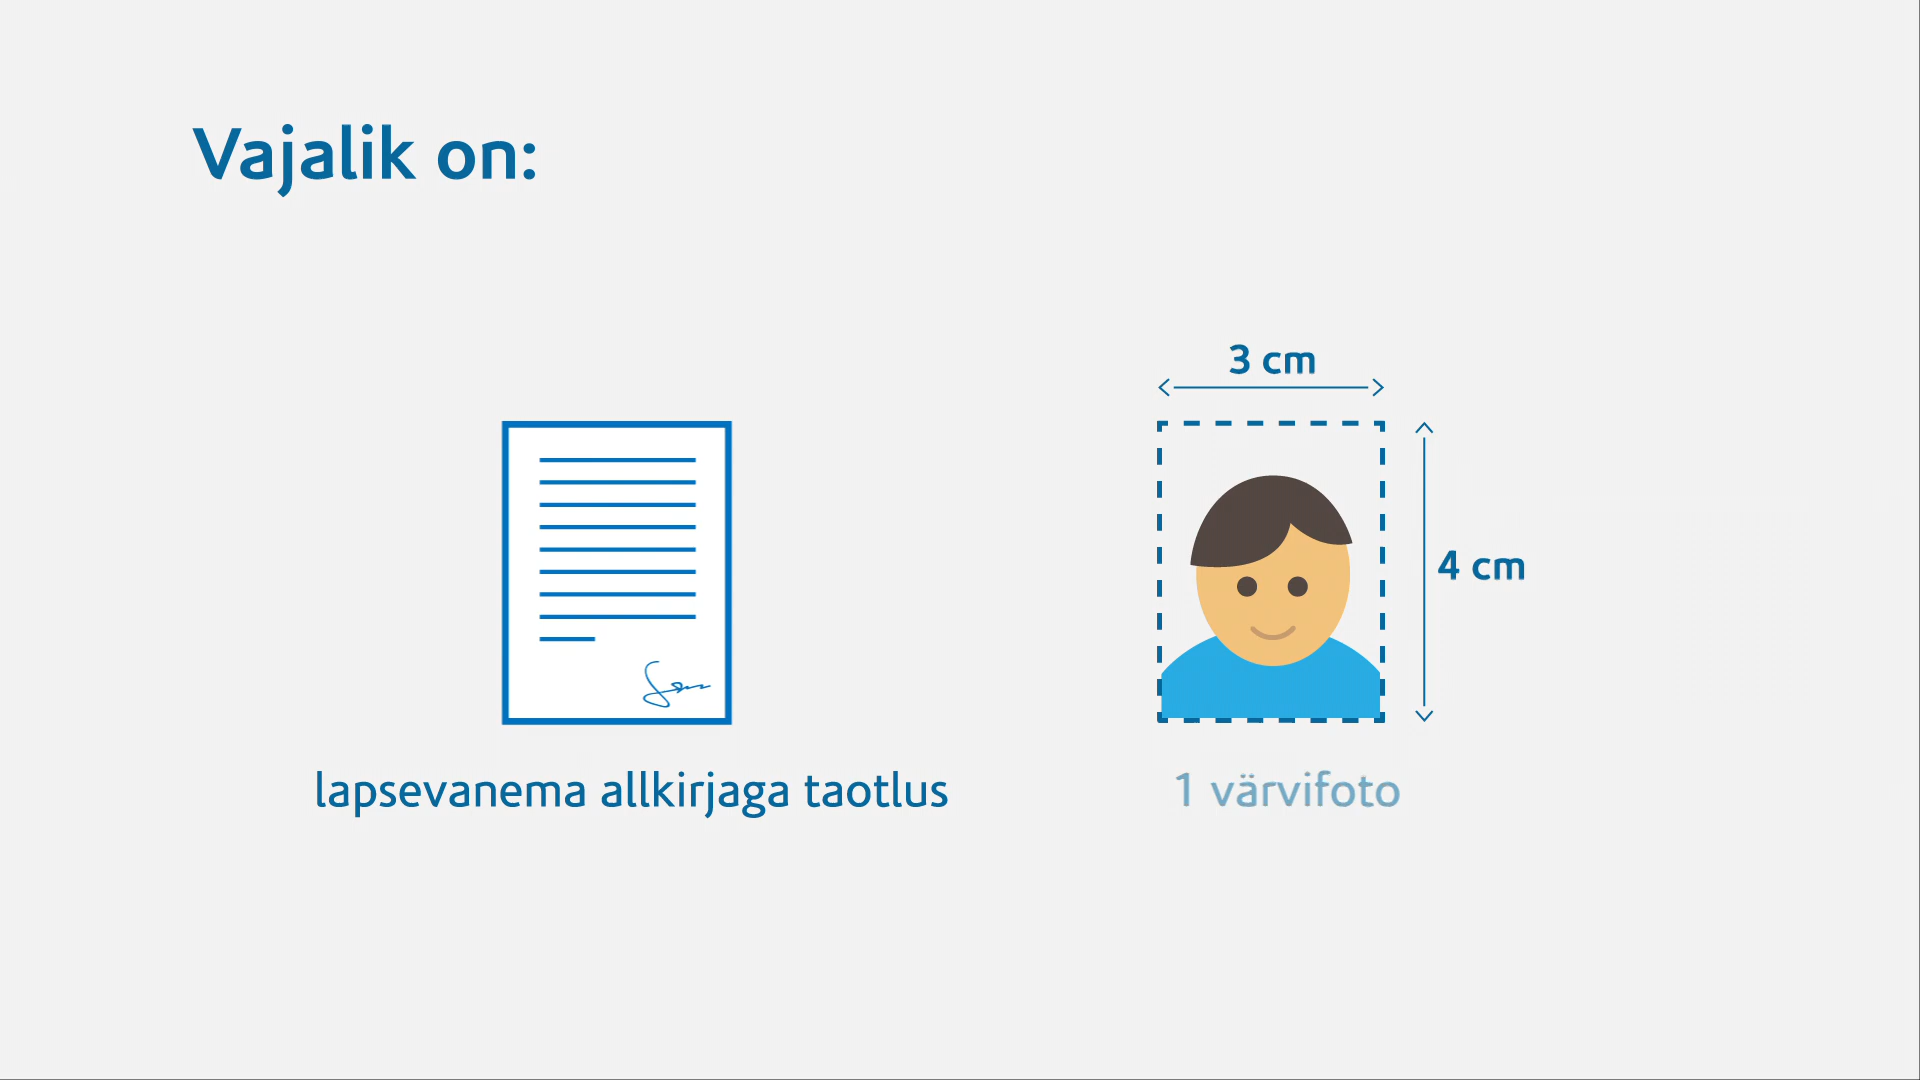 Vajalik on:
3 cm
4 cm
lapsevanema allkirjaga taotlus
1 värvifoto